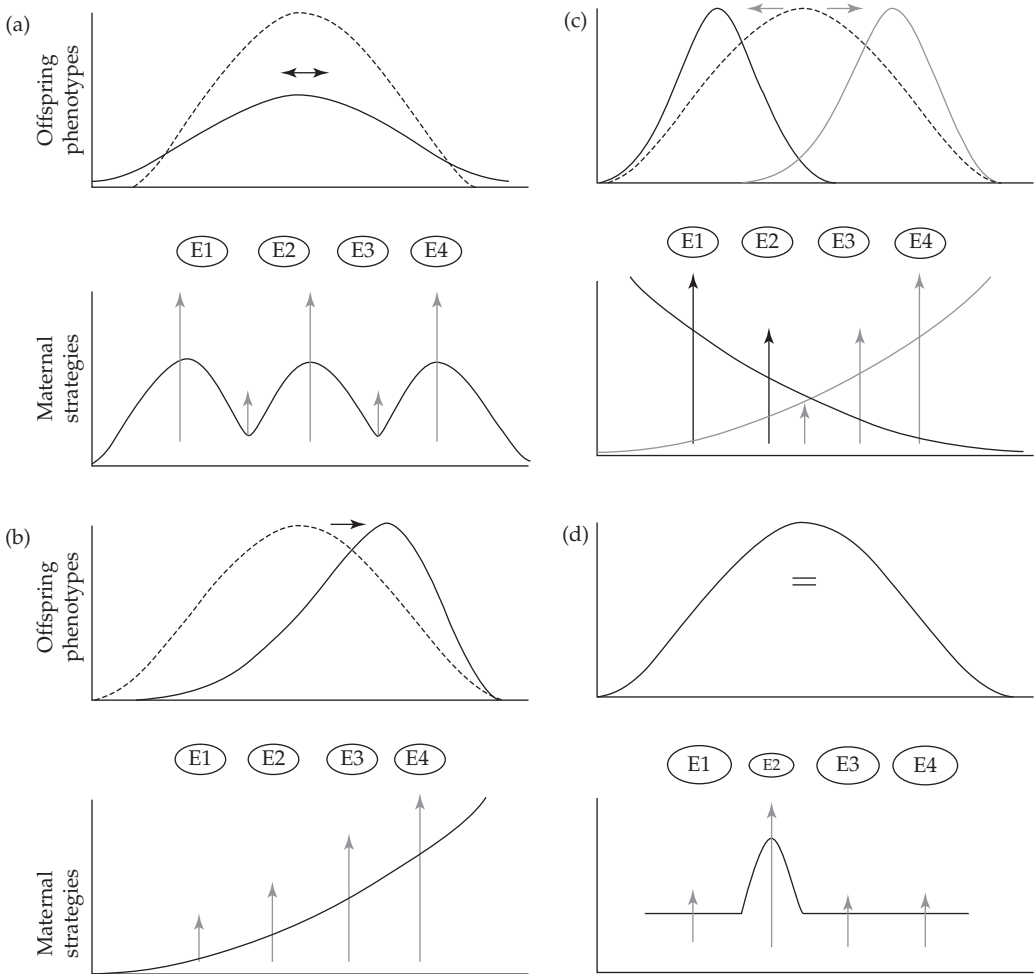 (a)
Offspring
phenotypes
E1 E2 E3 E4
Maternal
strategies
(b)
Offspring
phenotypes
E1 E2 E3 E4
Maternal
strategies
(c)
E1 E2 E3 E4
(d)
=
E1 E2 E3 E4